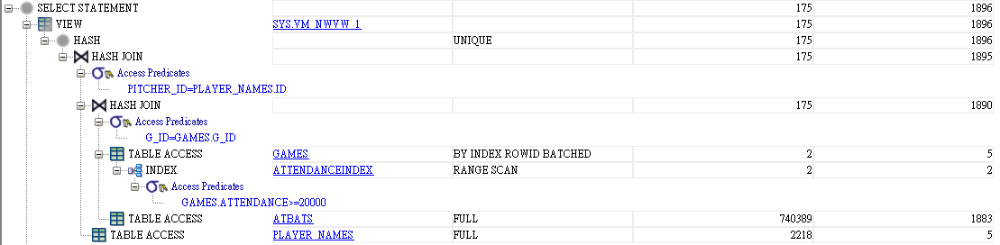 SELECT STATEMENT 175 1896
VIEW SYS.VM_NWVW_1 175 1896
HASH UNIQUE 175 1896
HASH JOIN 175 1895
Access Predicates
PITCHER_ID=PLAYER_NAMES.ID
HASH JOIN 175 1890
Access Predicates
G_ID=GAMES.G_ID
TABLE ACCESS GAMES BY INDEX ROWID BATCHED 2 5
INDEX ATTENDANCEINDEX RANGE SCAN 2 2
Access Predicates
GAMES.ATTENDANCE>=20000
TABLE ACCESS ATBATS FULL 740389 1883
TABLE ACCESS PLAYER_NAMES FULL 2218 5